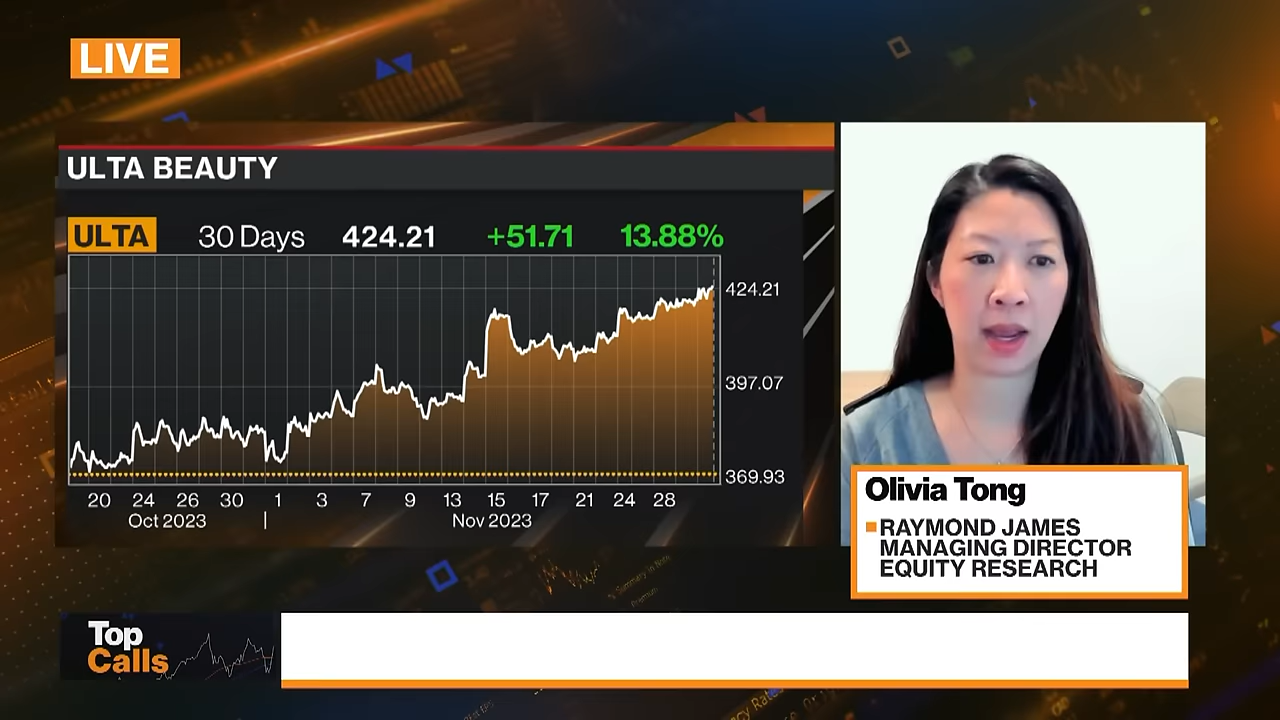 LIVE
ULTA BEAUTY
ULTA 30 Days 424.21 +51.71 13.88%
424.21
397.07
369.93
20 24 26 30 1 3 7 9 13 15 17 21 24 28
Oct 2023 | Nov 2023
Olivia Tong
RAYMOND JAMES
MANAGING DIRECTOR
EQUITY RESEARCH
Top
Calls